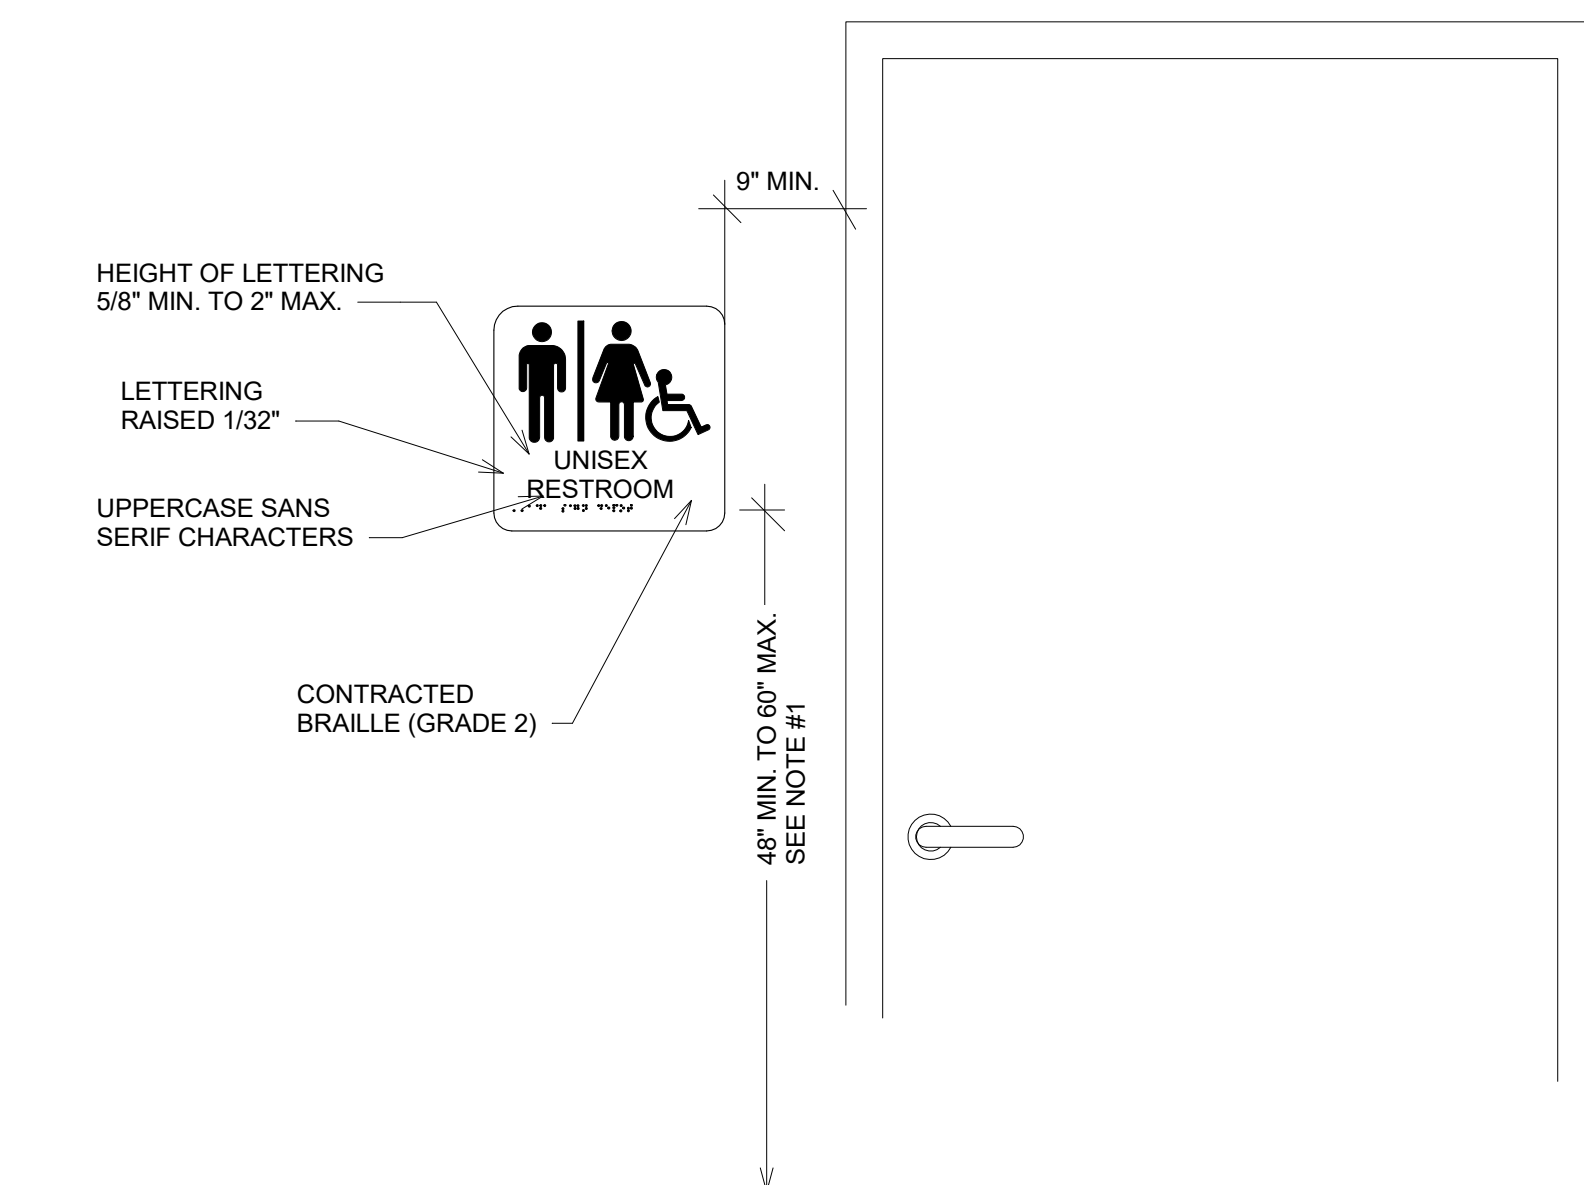 9" MIN.
HEIGHT OF LETTERING
5/8" MIN. TO 2" MAX.
LETTERING
RAISED 1/32"
UNISEX
RESTROOM
UPPERCASE SANS
SERIF CHARACTERS
CONTRACTED
BRAILLE (GRADE 2)
48" MIN. TO 60" MAX.
SEE NOTE #1